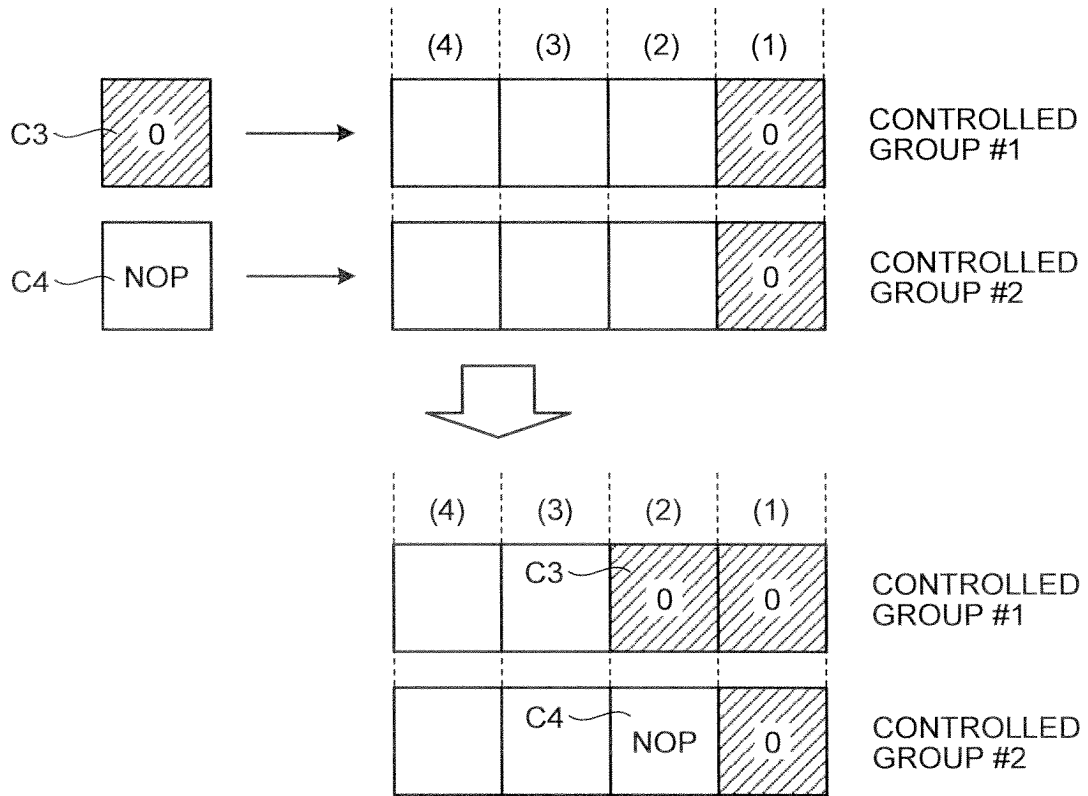 (4) (3) (2) (1)
C3 0 0 CONTROLLED
GROUP #1
C4 NOP 0 CONTROLLED
GROUP #2
(4) (3) (2) (1)
C3 0 0 CONTROLLED
GROUP #1
C4 NOP 0 CONTROLLED
GROUP #2